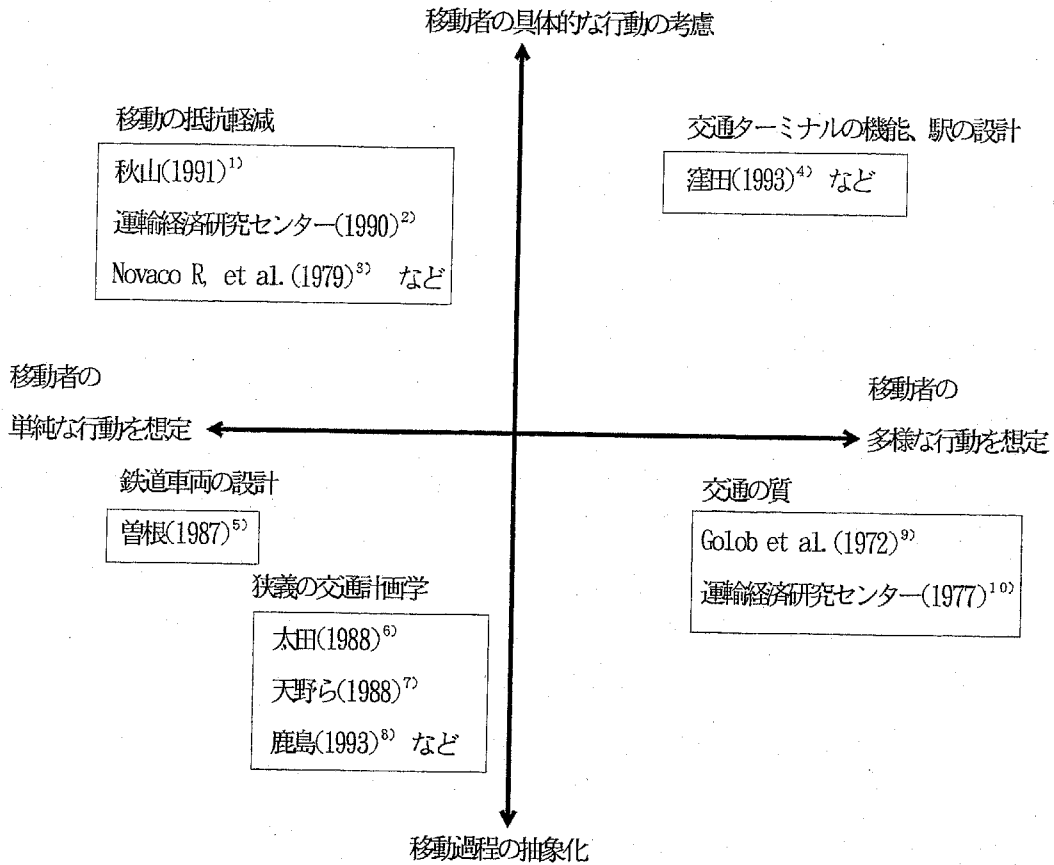 移動者の具体的な行動の考慮
移動の抵抗軽減
秋山(1991)1)
運輸経済研究センター(1990)2)
Novaco R, et al. (1979)3) など
交通ターミナルの機能、駅の設計
窪田(1993)4) など
移動者の
単純な行動を想定
移動者の
多様な行動を想定
鉄道車両の設計
曽根(1987)5)
狭義の交通計画学
太田(1988)6)
天野ら(1988)7)
鹿島(1993)8) など
交通の質
Golob et al. (1972)9)
運輸経済研究センター(1977)10)
移動過程の抽象化